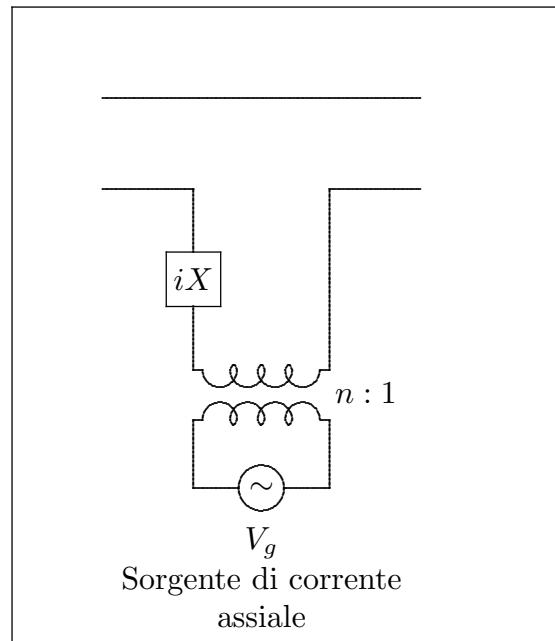 iX
n : 1
~
V_g
Sorgente di corrente
assiale